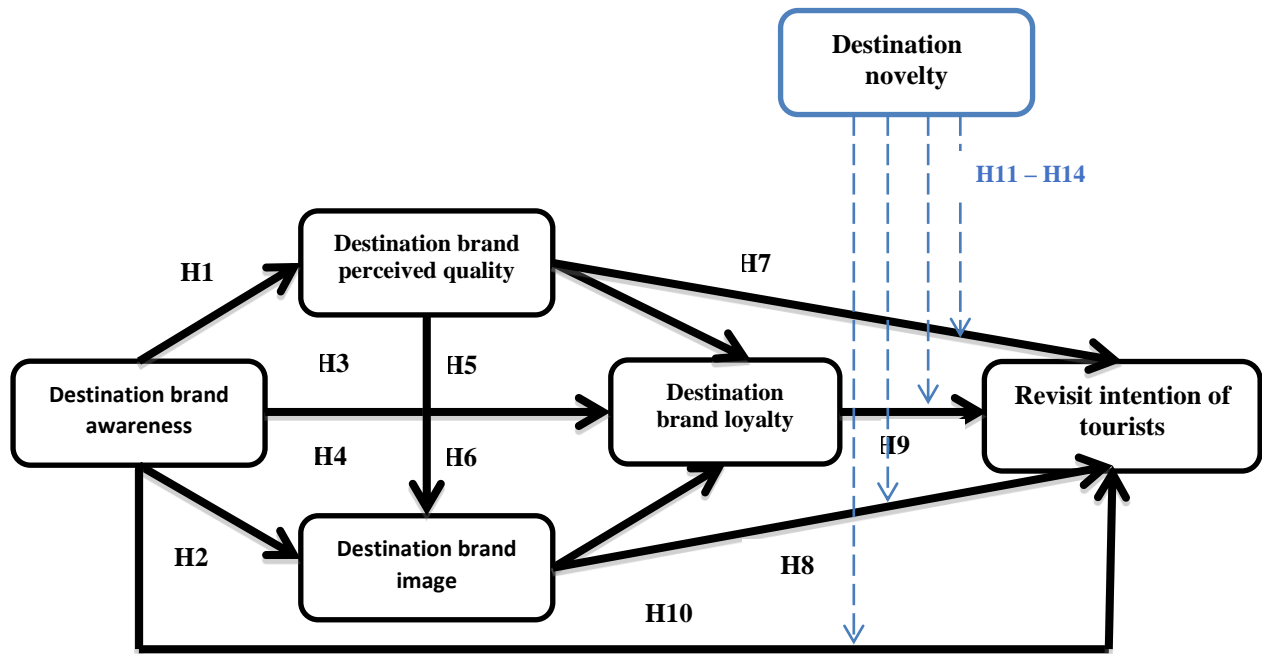 Destination
novelty
H11 – H14
Destination brand
perceived quality
H7
H1
H3
H5
Destination brand
awareness
Destination
brand loyalty
Revisit intention of
tourists
H4
H6
H9
H2
Destination brand
image
H8
H10